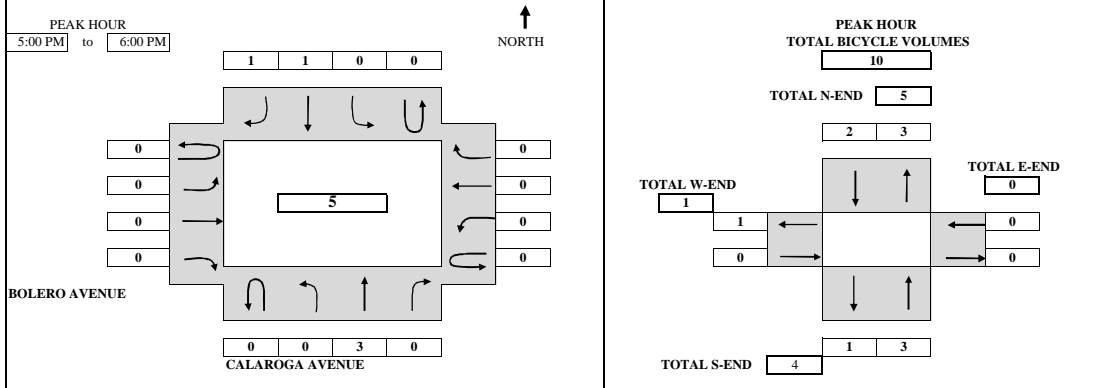 PEAK HOUR
5:00 PM to 6:00 PM
NORTH
1 1 0 0
0 0
0 0
5
0 0
0 0
BOLERO AVENUE
0 0 3 0
CALAROGA AVENUE
PEAK HOUR
TOTAL BICYCLE VOLUMES
10
TOTAL N-END 5
2 3
TOTAL E-END
0
TOTAL W-END
1
1 0
0 0
1 3
TOTAL S-END 4